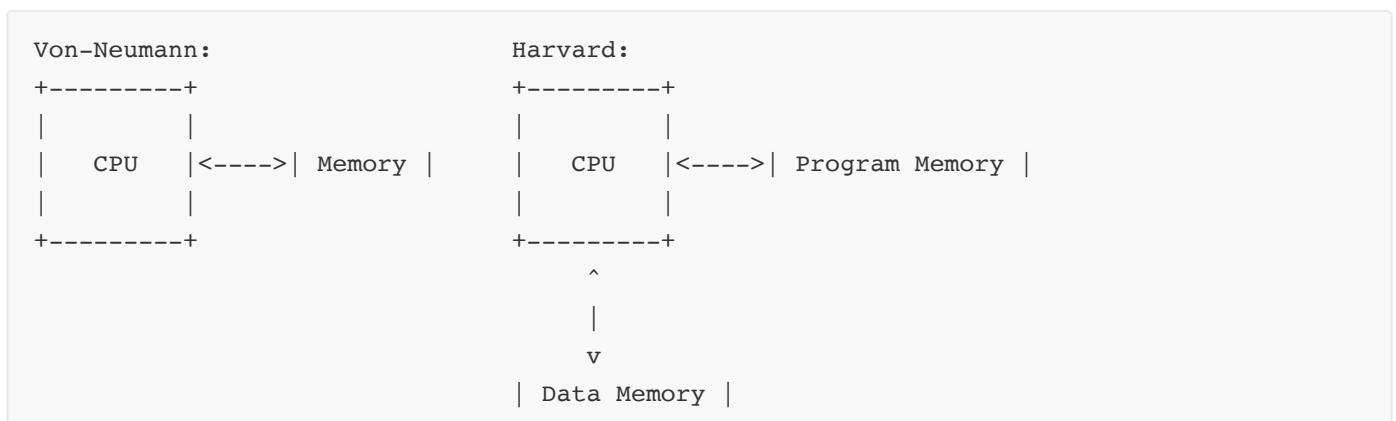 Von-Neumann:                    Harvard:
+---------+                     +---------+
|         |                     |         |
|   CPU   |<---->| Memory |     |   CPU   |<---->| Program Memory |
|         |                     |         |
+---------+                     +---------+
                                     ^
                                     |
                                     v
                                | Data Memory |